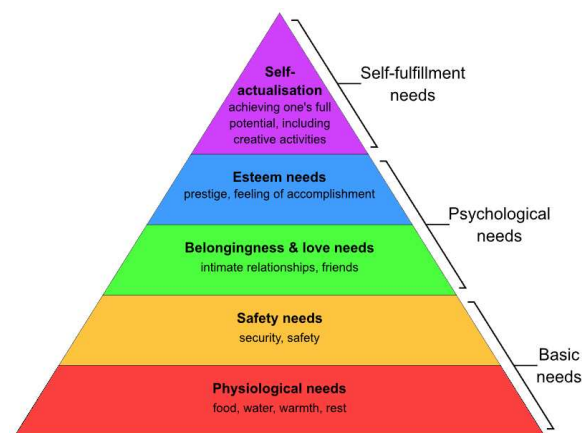 Self-
actualisation
achieving one's full
potential, including
creative activities
Self-fulfillment
needs
Esteem needs
prestige, feeling of accomplishment
Belongingness & love needs
intimate relationships, friends
Psychological
needs
Safety needs
security, safety
Physiological needs
food, water, warmth, rest
Basic
needs